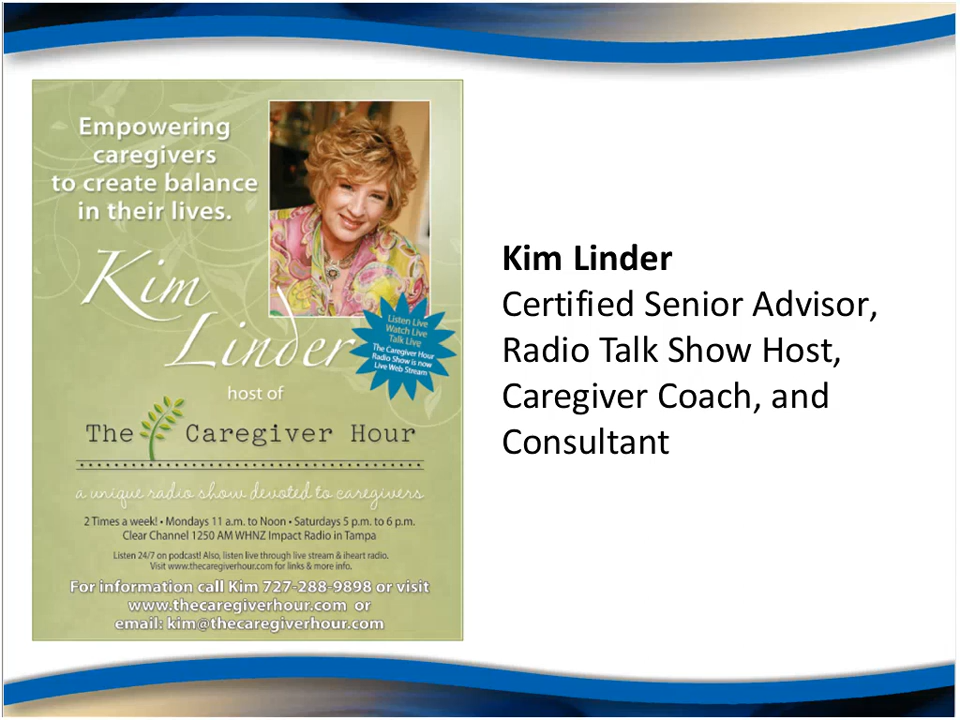 Empowering
caregivers
to create balance
in their lives.
Kim
Linder
Listen Live
Watch Live
Talk Live
The Caregiver Hour
Radio Show is now
Live Web Stream
host of
The Caregiver Hour
a unique radio show devoted to caregivers
2 Times a week! • Mondays 11 a.m. to Noon • Saturdays 5 p.m. to 6 p.m.
Clear Channel 1250 AM WHNZ Impact Radio in Tampa
Listen 24/7 on podcast! Also, listen live through live stream & iheart radio.
Visit www.thecaregiverhour.com for links & more info.
For information call Kim 727-288-9898 or visit
www.thecaregiverhour.com or
email: kim@thecaregiverhour.com
Kim Linder
Certified Senior Advisor,
Radio Talk Show Host,
Caregiver Coach, and
Consultant